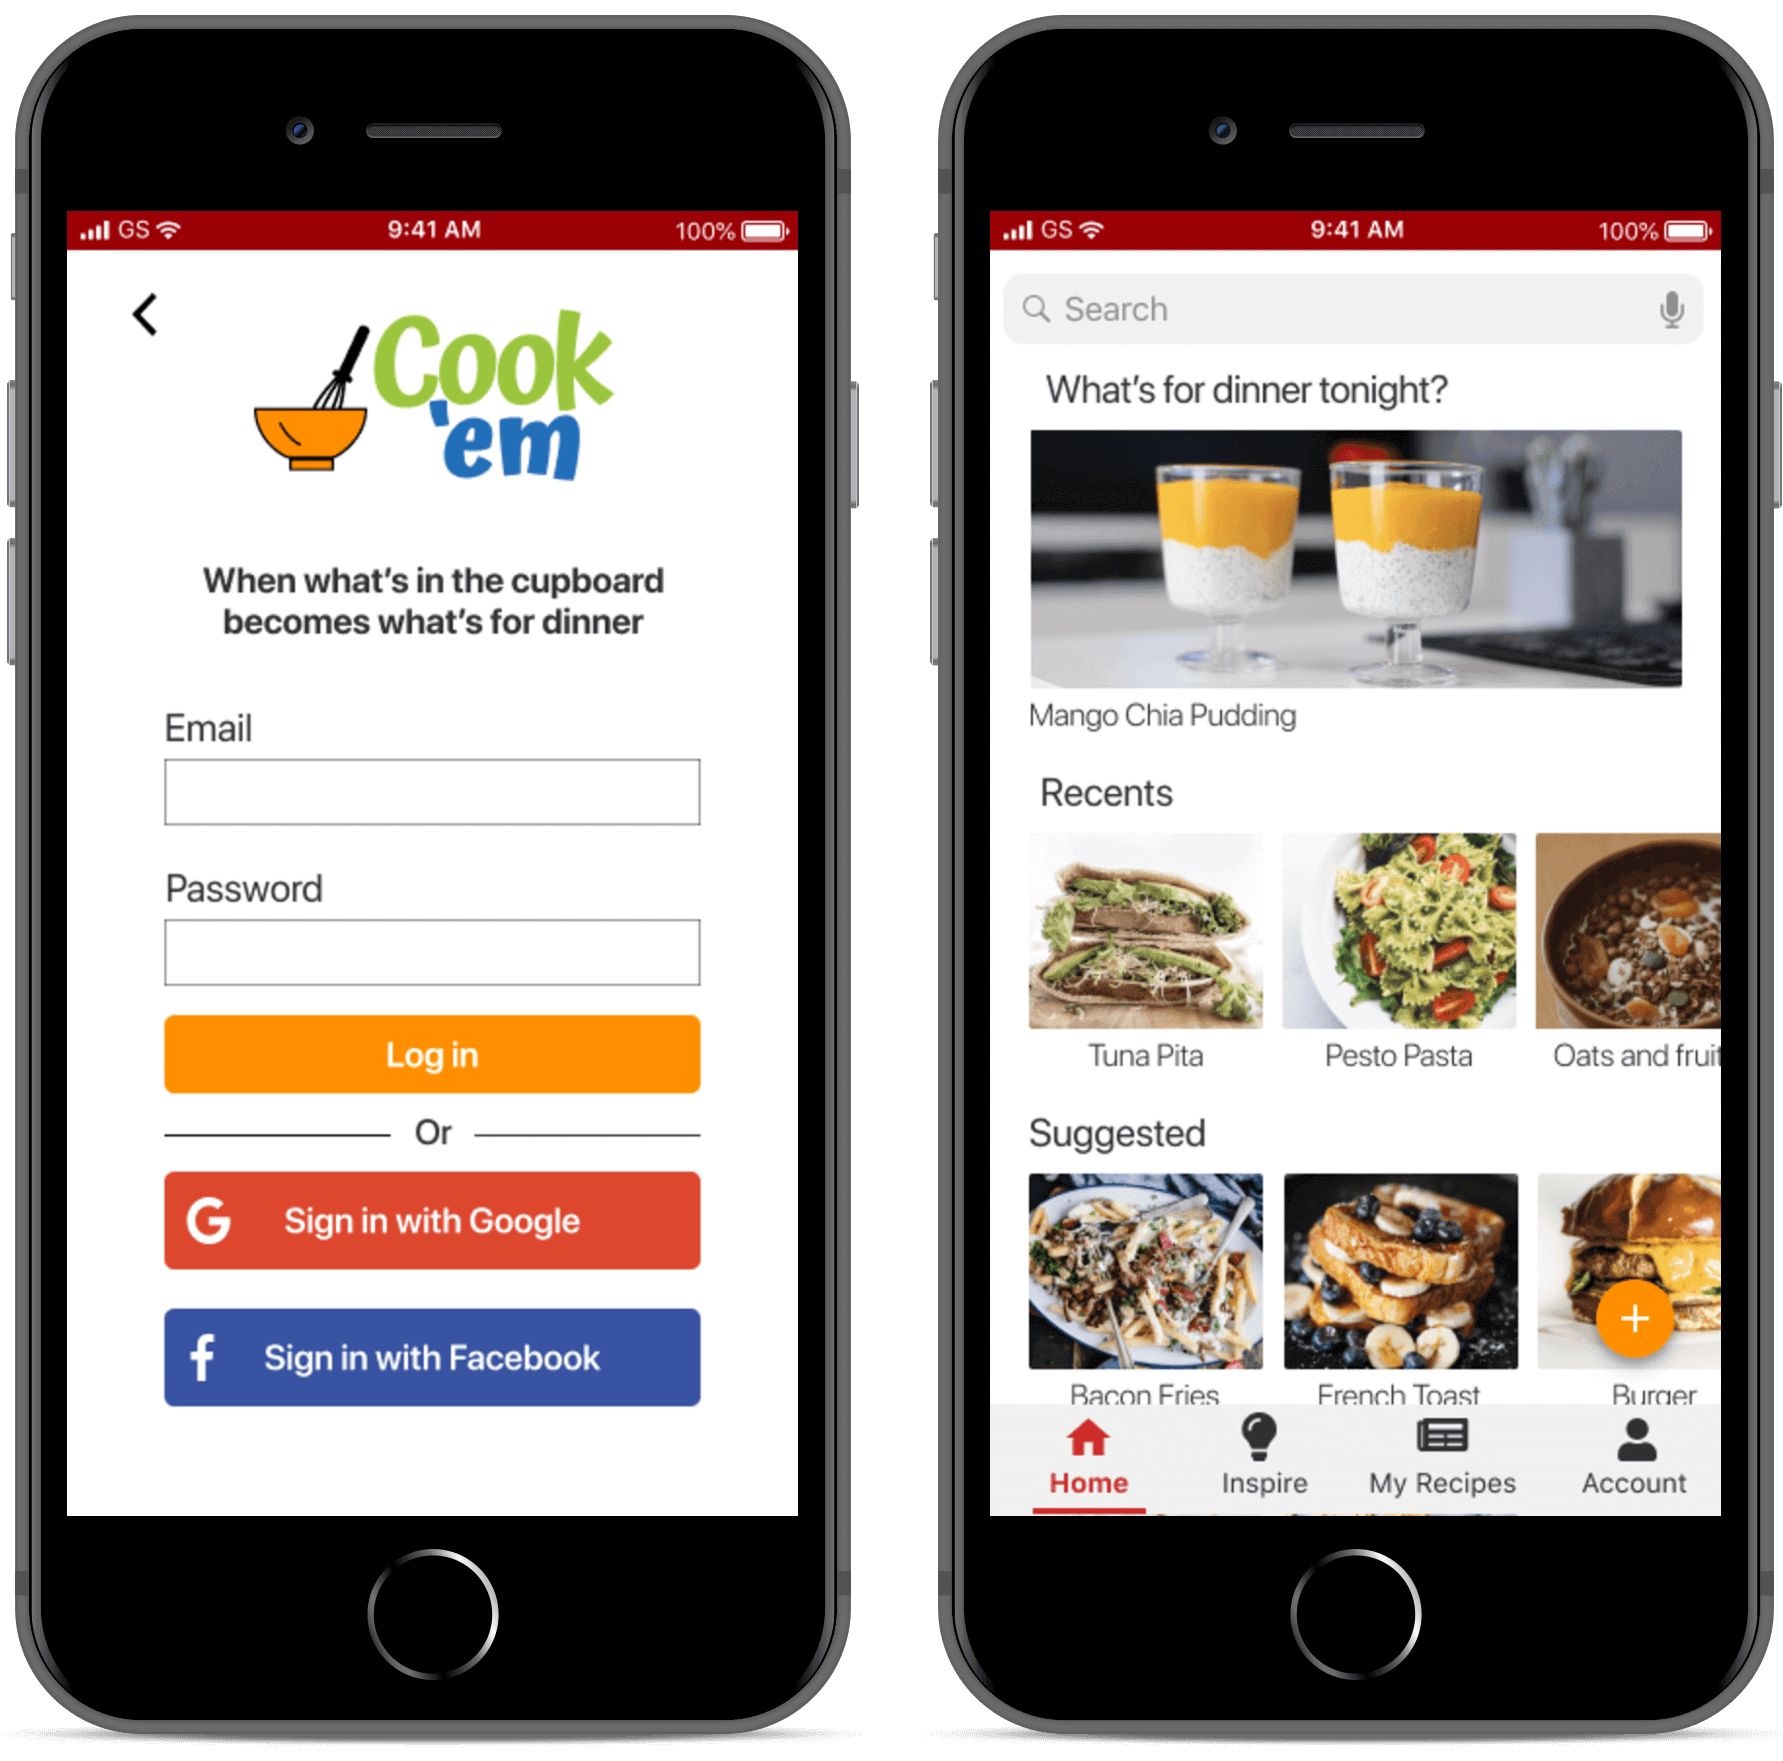 GS 9:41 AM 100%
Cook
'em
When what's in the cupboard
becomes what's for dinner
Email
Password
Log in
Or
G Sign in with Google
f Sign in with Facebook
GS 9:41 AM 100%
Search
What's for dinner tonight?
Mango Chia Pudding
Recents
Tuna Pita Pesto Pasta Oats and fruit
Suggested
Bacon Fries French Toast Burger
Home Inspire My Recipes Account